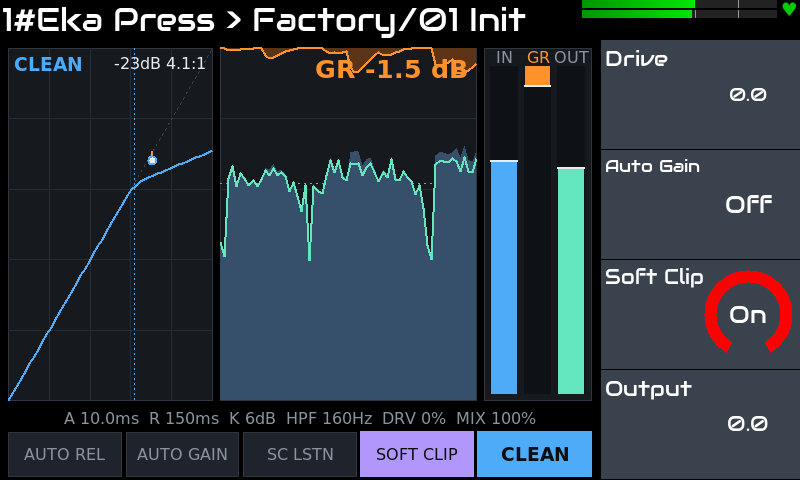 1#Eka Press > Factory/01 Init
CLEAN
-23dB 4.1:1
GR -1.5 dB
IN GR OUT
Drive
0.0
Auto Gain
Off
Soft Clip
On
Output
0.0
A 10.0ms R 150ms K 6dB HPF 160Hz DRV 0% MIX 100%
AUTO REL AUTO GAIN SC LSTN SOFT CLIP CLEAN